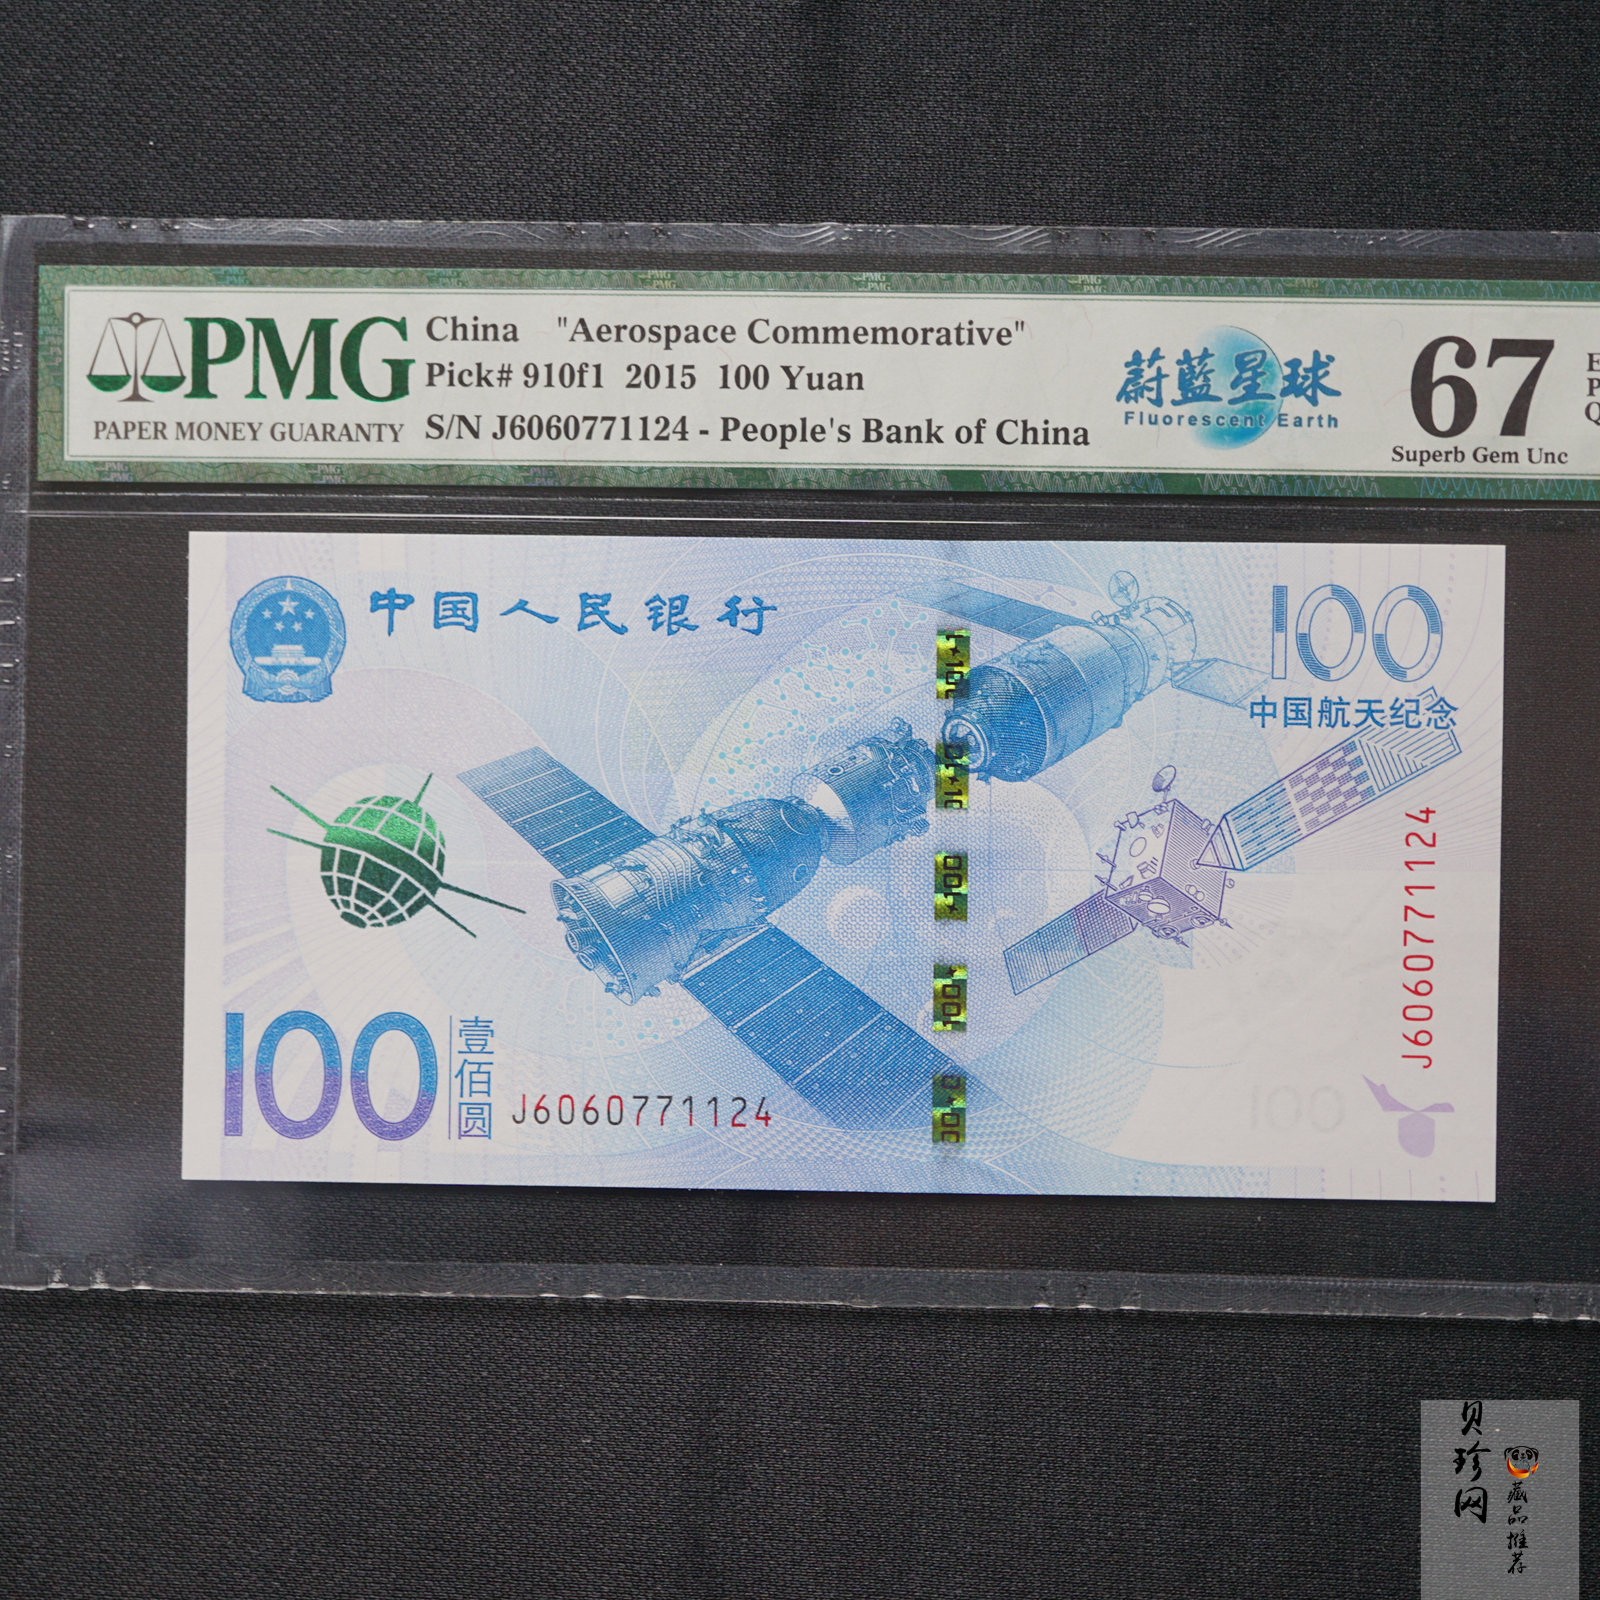 PMG
PAPER MONEY GUARANTY
China "Aerospace Commemorative"
Pick# 910f1 2015 100 Yuan
S/N J6060771124 - People's Bank of China
蔚藍星球
Fluorescent Earth
67
Superb Gem Unc
E
P
Q
中国人民银行
100
中国航天纪念
J6060771124
100
壹佰圆
J6060771124
贝珍网
藏品推荐